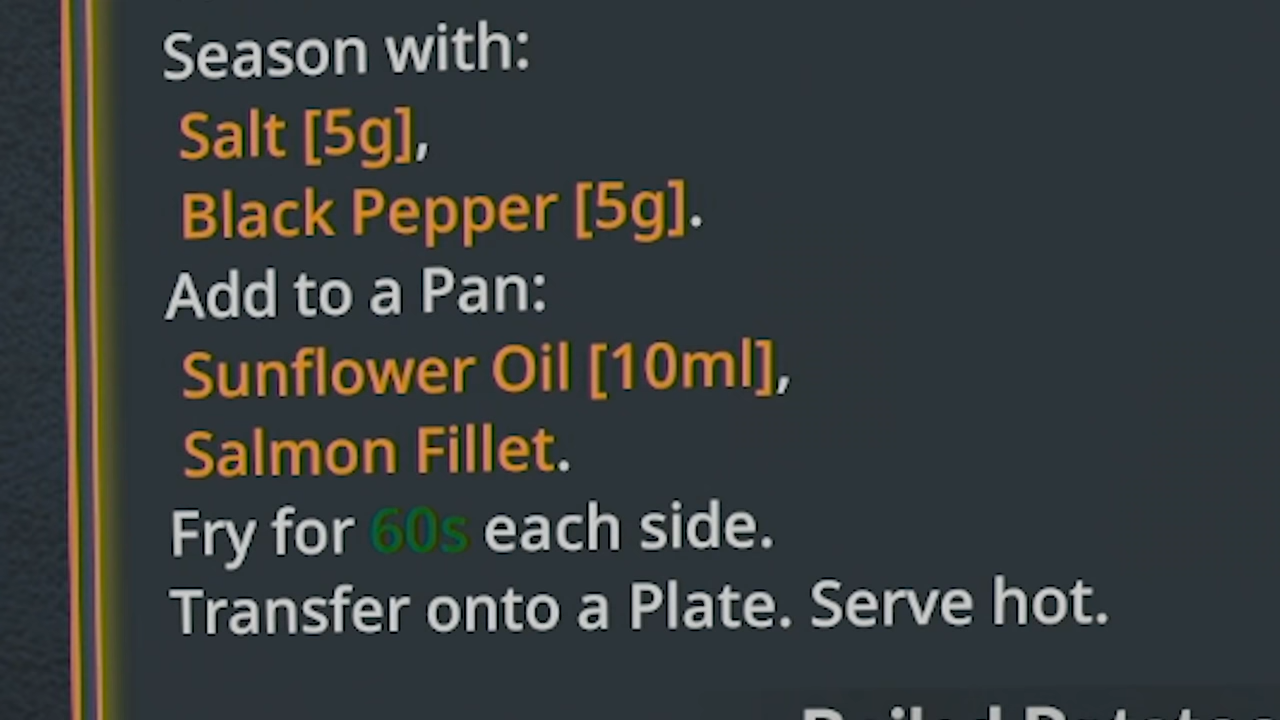 Season with:
Salt [5g],
Black Pepper [5g].
Add to a Pan:
Sunflower Oil [10ml],
Salmon Fillet.
Fry for 60s each side.
Transfer onto a Plate. Serve hot.